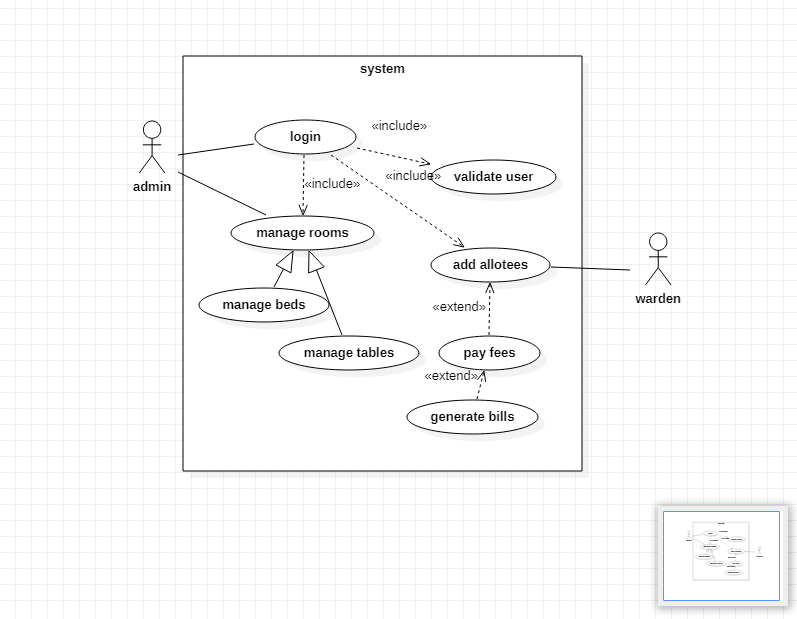 system
«include»
login
«include»
validate user
«include»
admin
manage rooms
add allotees
warden
manage beds
«extend»
manage tables
pay fees
«extend»
generate bills